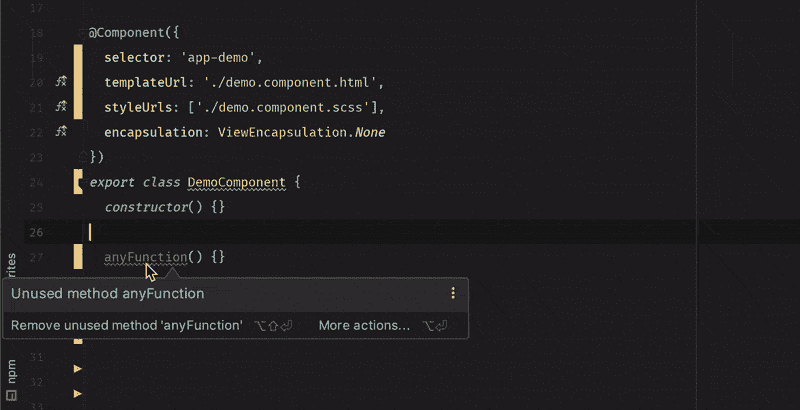 17
18 @Component({
19 selector: 'app-demo',
20 templateUrl: './demo.component.html',
21 styleUrls: ['./demo.component.scss'],
22 encapsulation: ViewEncapsulation.None
23 })
24 export class DemoComponent {
25 constructor() {}
26
27 anyFunction() {}
rites
Unused method anyFunction
Remove unused method 'anyFunction' ⌥⇧⏎ More actions... ⌥⏎
31
npm
32
33